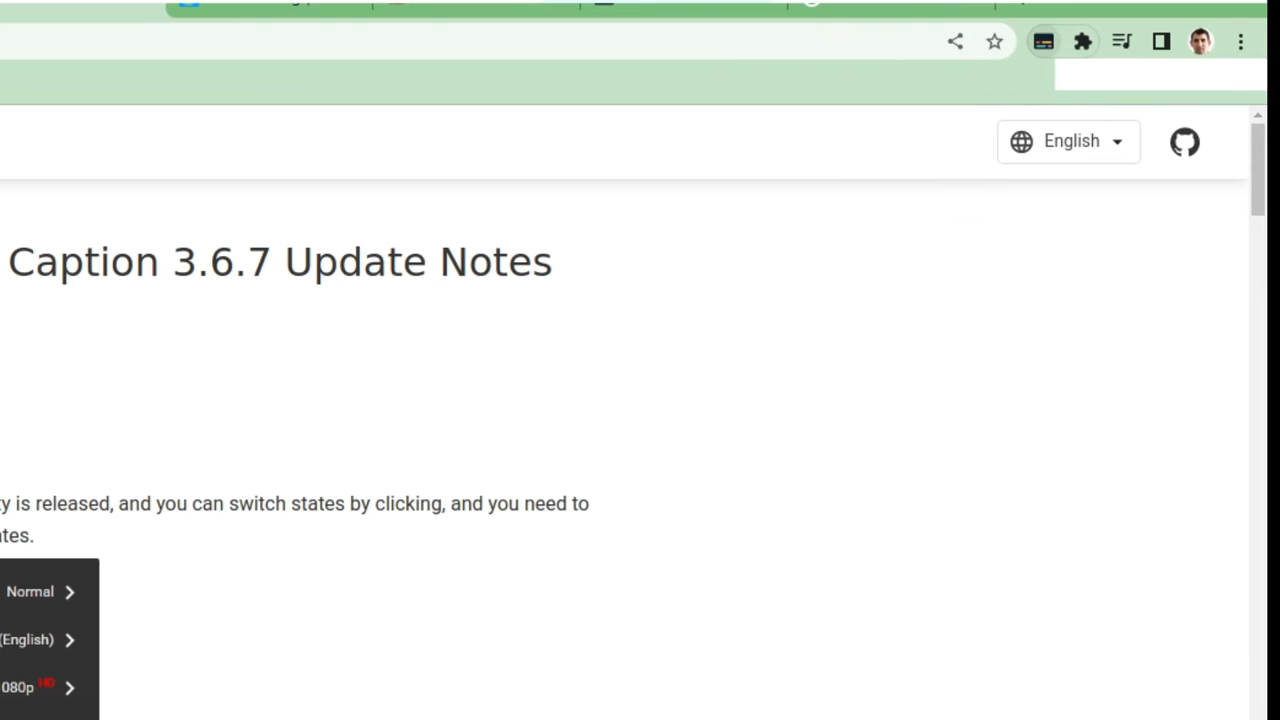 English
Caption 3.6.7 Update Notes
is released, and you can switch states by clicking, and you need to
Normal
(English)
080p HD